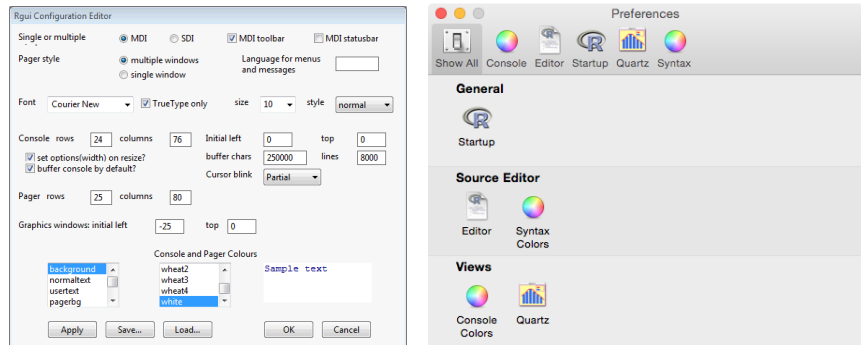 Rgui Configuration Editor
Single or multiple MDI SDI MDI toolbar MDI statusbar
Pager style multiple windows single window Language for menus and messages
Font Courier New TrueType only size 10 style normal
Console rows 24 columns 76 Initial left 0 top 0
set options(width) on resize? buffer chars 250000 lines 8000
buffer console by default? Cursor blink Partial
Pager rows 25 columns 80
Graphics windows: initial left -25 top 0
Console and Pager Colours
background wheat2 Sample text
normaltext wheat3
usertext wheat4
pagerbg white
Apply Save... Load... OK Cancel
Preferences
Show All Console Editor Startup Quartz Syntax
General
Startup
Source Editor
Editor Syntax Colors
Views
Console Colors Quartz